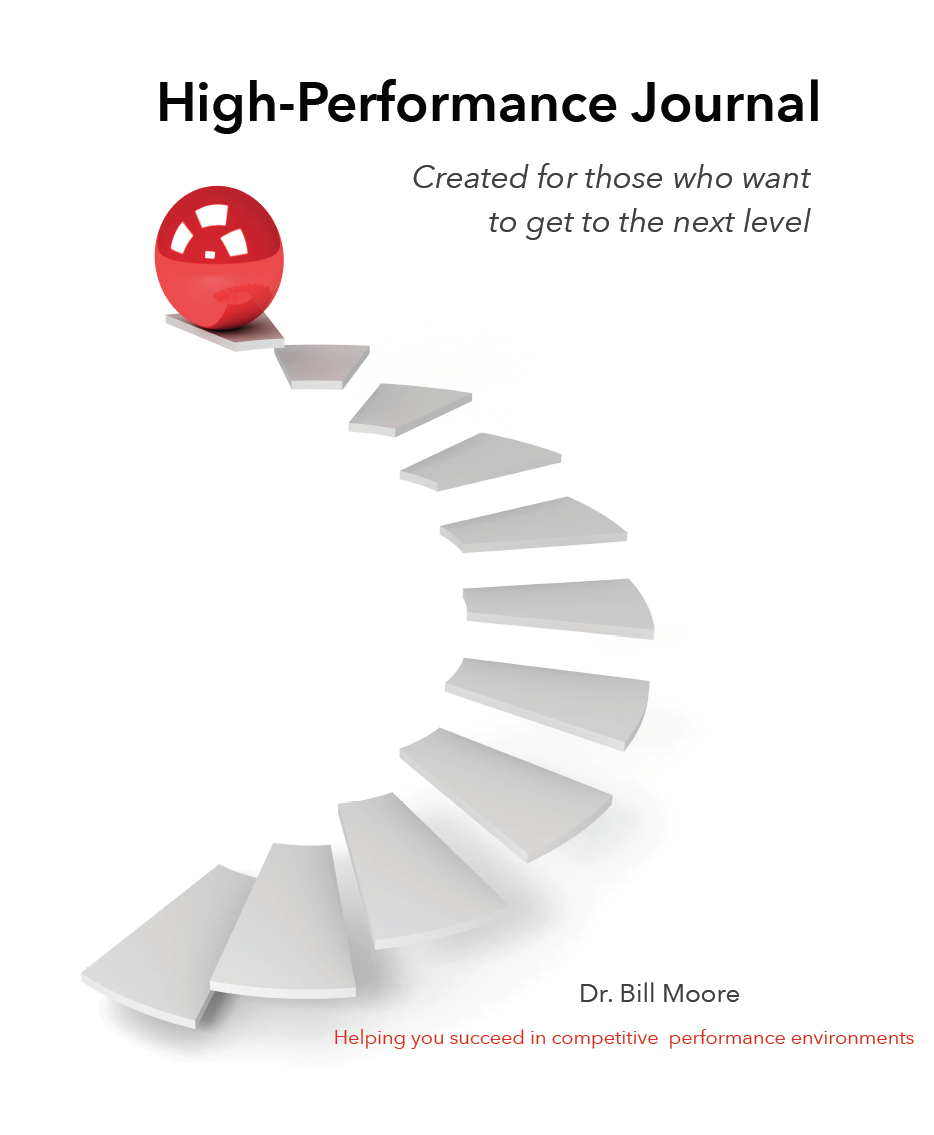 High-Performance Journal
Created for those who want
to get to the next level
Dr. Bill Moore
Helping you succeed in competitive  performance environments